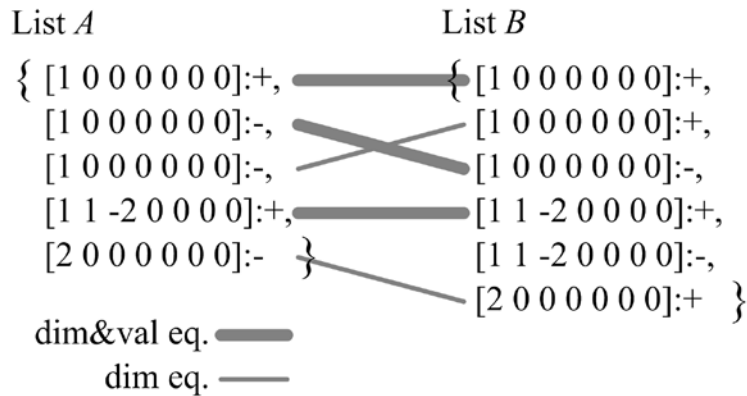 List A
List B
{ [1 0 0 0 0 0 0]:+,
{ [1 0 0 0 0 0 0]:+,
[1 0 0 0 0 0 0]:-,
[1 0 0 0 0 0 0]:+,
[1 0 0 0 0 0 0]:-,
[1 0 0 0 0 0 0]:-,
[1 1 -2 0 0 0 0]:+,
[1 1 -2 0 0 0 0]:+,
[2 0 0 0 0 0 0]:- }
[1 1 -2 0 0 0 0]:-,
[2 0 0 0 0 0 0]:+ }
dim&val eq.
dim eq.